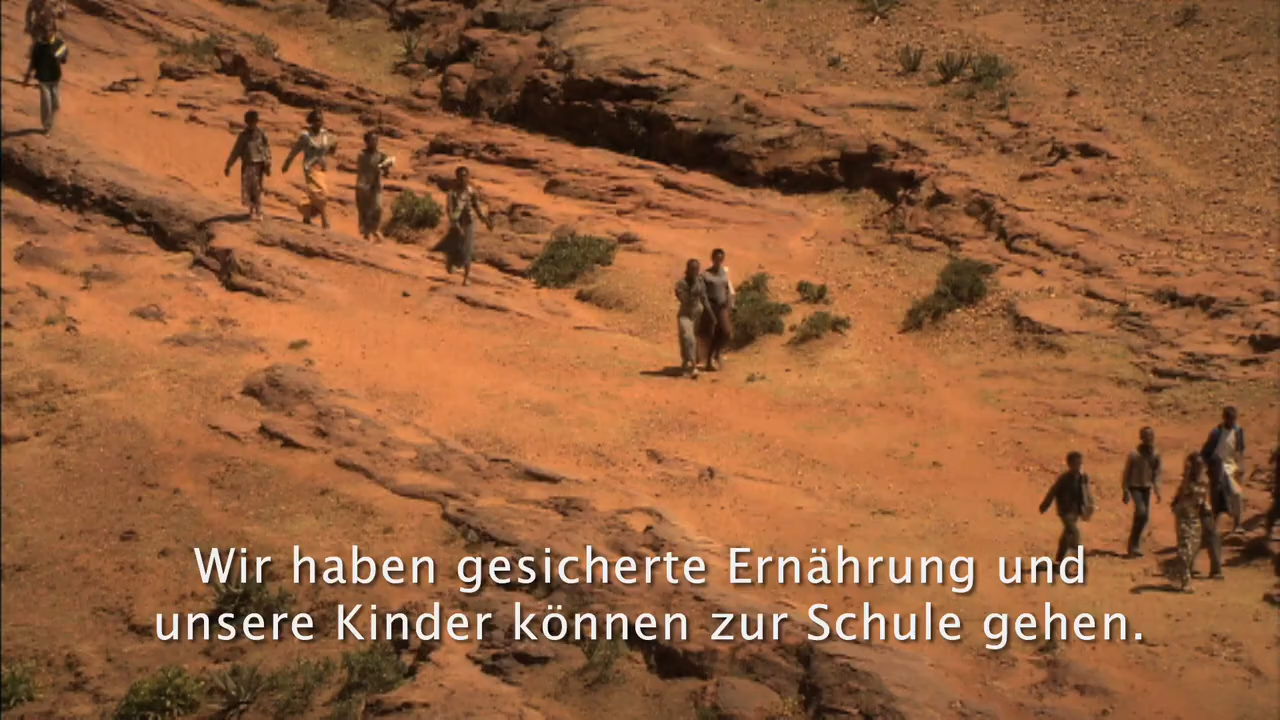 Wir haben gesicherte Ernährung und
unsere Kinder können zur Schule gehen.